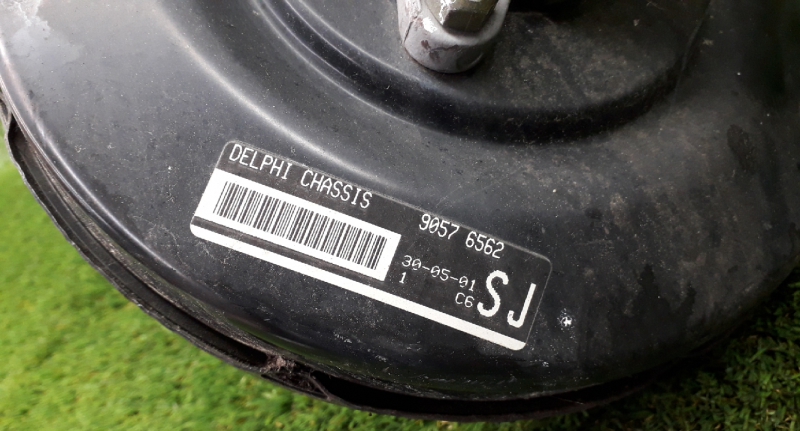 DELPHI CHASSIS
9057 6562
30-05-01
1 C6 SJ